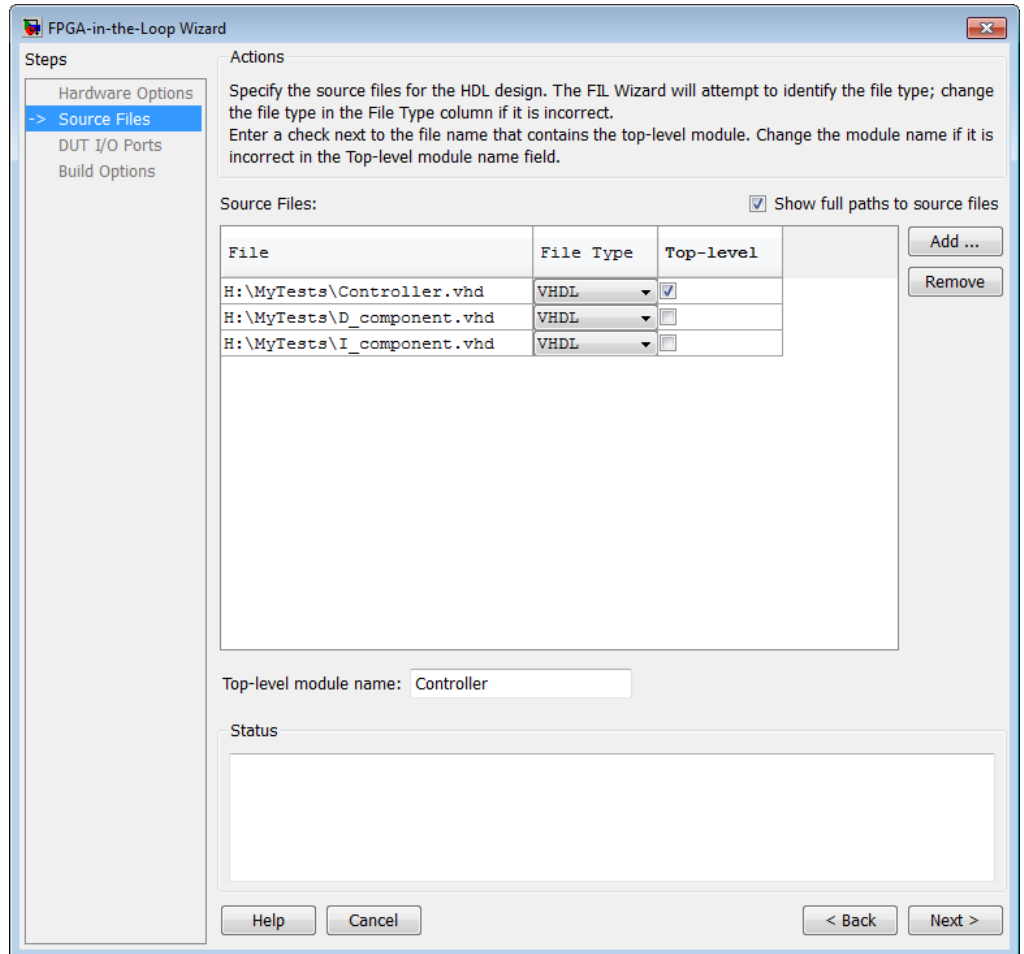 FPGA-in-the-Loop Wizard
Steps
Hardware Options
-> Source Files
DUT I/O Ports
Build Options
Actions
Specify the source files for the HDL design. The FIL Wizard will attempt to identify the file type; change
the file type in the File Type column if it is incorrect.
Enter a check next to the file name that contains the top-level module. Change the module name if it is
incorrect in the Top-level module name field.
Source Files:
Show full paths to source files
File File Type Top-level
H:\MyTests\Controller.vhd VHDL
H:\MyTests\D_component.vhd VHDL
H:\MyTests\I_component.vhd VHDL
Add ...
Remove
Top-level module name: Controller
Status
Help Cancel < Back Next >